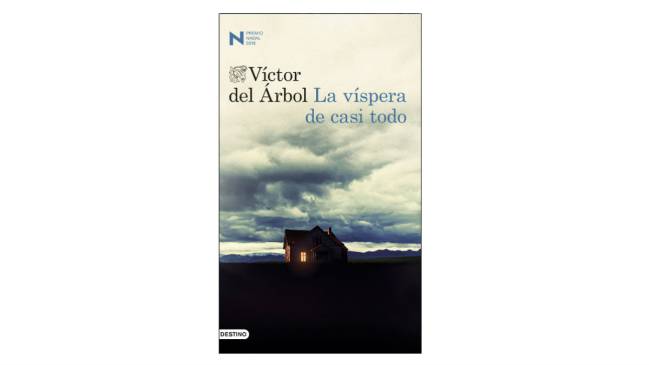 N PREMIO
NADAL
2016
Víctor
del Árbol La víspera
de casi todo
DESTINO